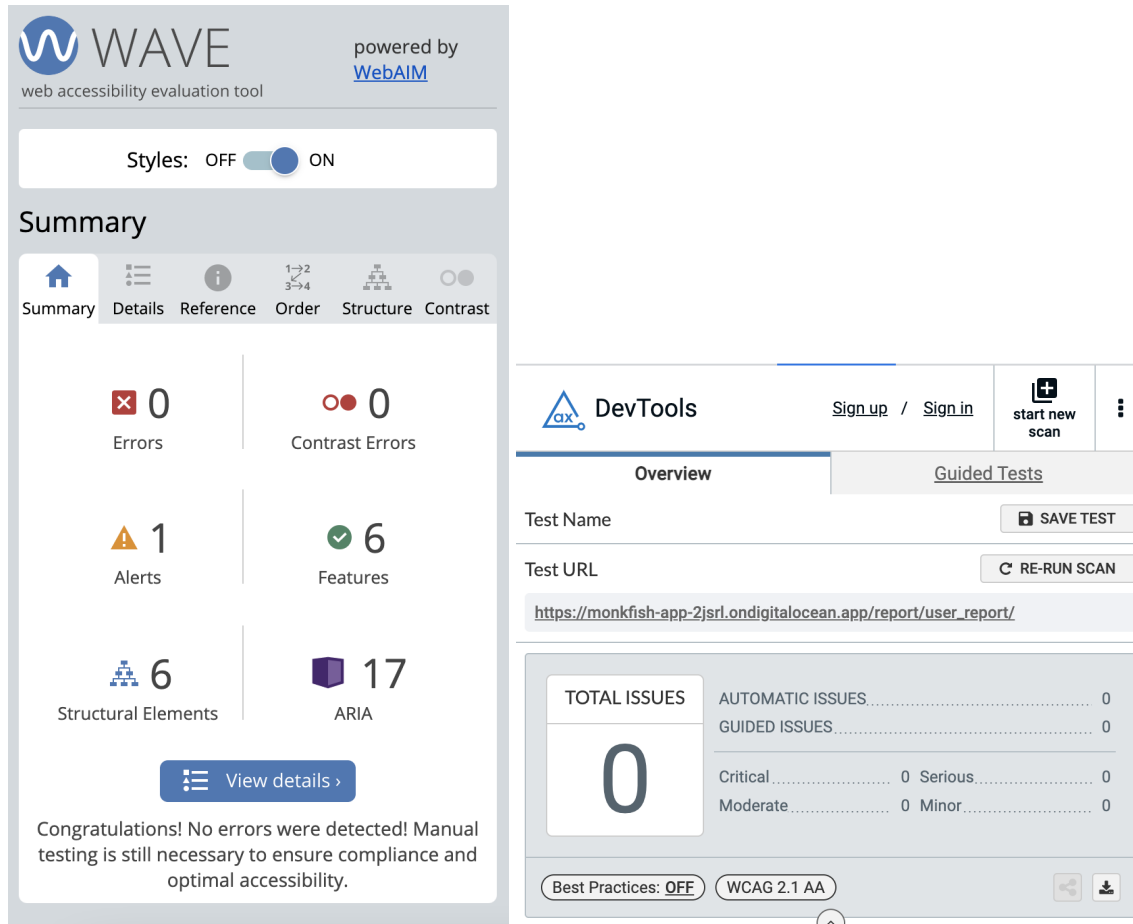 WAVE
powered by
WebAIM
web accessibility evaluation tool
Styles: OFF ON
Summary
Summary Details Reference Order Structure Contrast
0 Errors
0 Contrast Errors
1 Alerts
6 Features
6 Structural Elements
17 ARIA
View details ›
Congratulations! No errors were detected! Manual
testing is still necessary to ensure compliance and
optimal accessibility.
ax DevTools
Sign up / Sign in
start new
scan
Overview
Guided Tests
Test Name
SAVE TEST
Test URL
RE-RUN SCAN
https://monkfish-app-2jsrl.ondigitalocean.app/report/user_report/
TOTAL ISSUES
0
AUTOMATIC ISSUES 0
GUIDED ISSUES 0
Critical 0 Serious 0
Moderate 0 Minor 0
Best Practices: OFF
WCAG 2.1 AA